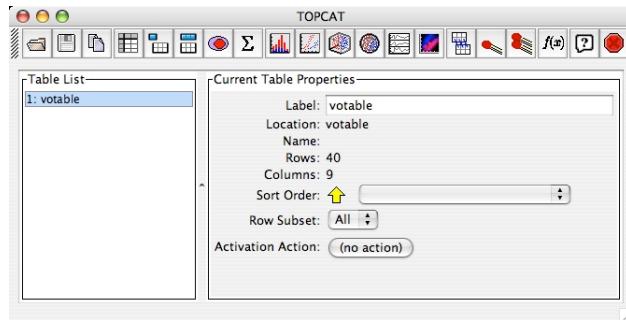 TOPCAT
Σ
f(x)
?
Table List
1: votable
Current Table Properties
Label: votable
Location: votable
Name:
Rows: 40
Columns: 9
Sort Order:
Row Subset: All
Activation Action: (no action)